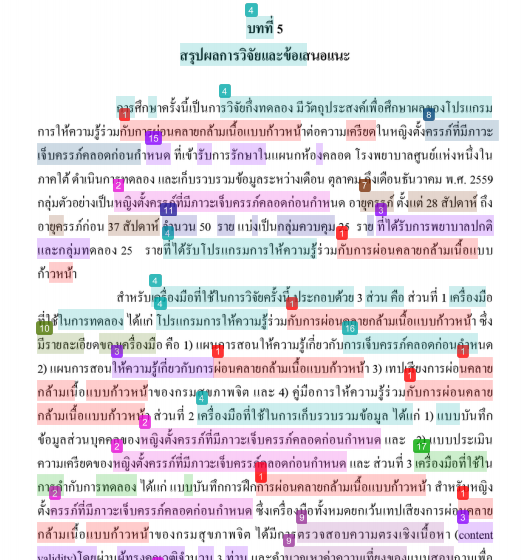 บทที่ 5
สรุปผลการวิจัยและข้อเสนอแนะ
การศึกษาครั้งนี้เป็นการวิจัยกึ่งทดลอง มีวัตถุประสงค์เพื่อศึกษาผลของโปรแกรม
การให้ความรู้ร่วมกับการผ่อนคลายกล้ามเนื้อแบบก้าวหน้าต่อความเครียดในหญิงตั้งครรภ์ที่มีภาวะ
เจ็บครรภ์คลอดก่อนกำหนด ที่เข้ารับการรักษาในแผนกห้องคลอด โรงพยาบาลศูนย์แห่งหนึ่งใน
ภาคใต้ ดำเนินการทดลอง และเก็บรวบรวมข้อมูลระหว่างเดือน ตุลาคม ถึงเดือนธันวาคม พ.ศ. 2559
กลุ่มตัวอย่างเป็นหญิงตั้งครรภ์ที่มีภาวะเจ็บครรภ์คลอดก่อนกำหนด อายุครรภ์ ตั้งแต่ 28 สัปดาห์ ถึง
อายุครรภ์ก่อน 37 สัปดาห์ จำนวน 50 ราย แบ่งเป็นกลุ่มควบคุม 25 ราย ที่ได้รับการพยาบาลปกติ
และกลุ่มทดลอง 25 รายที่ได้รับโปรแกรมการให้ความรู้ร่วมกับการผ่อนคลายกล้ามเนื้อแบบ
ก้าวหน้า
สำหรับเครื่องมือที่ใช้ในการวิจัยครั้งนี้ ประกอบด้วย 3 ส่วน คือ ส่วนที่ 1 เครื่องมือ
ที่ใช้ในการทดลอง ได้แก่ โปรแกรมการให้ความรู้ร่วมกับการผ่อนคลายกล้ามเนื้อแบบก้าวหน้า ซึ่ง
มีรายละเอียดของเครื่องมือ คือ 1) แผนการสอนให้ความรู้เกี่ยวกับการเจ็บครรภ์คลอดก่อนกำหนด
2) แผนการสอนให้ความรู้เกี่ยวกับการผ่อนคลายกล้ามเนื้อแบบก้าวหน้า 3) เทปเสียงการผ่อนคลาย
กล้ามเนื้อแบบก้าวหน้าของกรมสุขภาพจิต และ 4) คู่มือการให้ความรู้ร่วมกับการผ่อนคลาย
กล้ามเนื้อแบบก้าวหน้า ส่วนที่ 2 เครื่องมือที่ใช้ในการเก็บรวบรวมข้อมูล ได้แก่ 1) แบบบันทึก
ข้อมูลส่วนบุคคลของหญิงตั้งครรภ์ที่มีภาวะเจ็บครรภ์คลอดก่อนกำหนด และ 2) แบบประเมิน
ความเครียดของหญิงตั้งครรภ์ที่มีภาวะเจ็บครรภ์คลอดก่อนกำหนด และ ส่วนที่ 3 เครื่องมือที่ใช้ใน
การกำกับการทดลอง ได้แก่ แบบบันทึกการฝึกการผ่อนคลายกล้ามเนื้อแบบก้าวหน้า สำหรับหญิง
ตั้งครรภ์ที่มีภาวะเจ็บครรภ์คลอดก่อนกำหนด ซึ่งเครื่องมือทั้งหมดยกเว้นเทปเสียงการผ่อนคลาย
กล้ามเนื้อแบบก้าวหน้าของกรมสุขภาพจิต ได้มีการตรวจสอบความตรงเชิงเนื้อหา (content
validity) โดยผ่านผู้ทรงคุณวุฒิจำนวน 3 ท่าน และคำนวณหาค่าความเที่ยงของแบบสอบถามเพื่อ